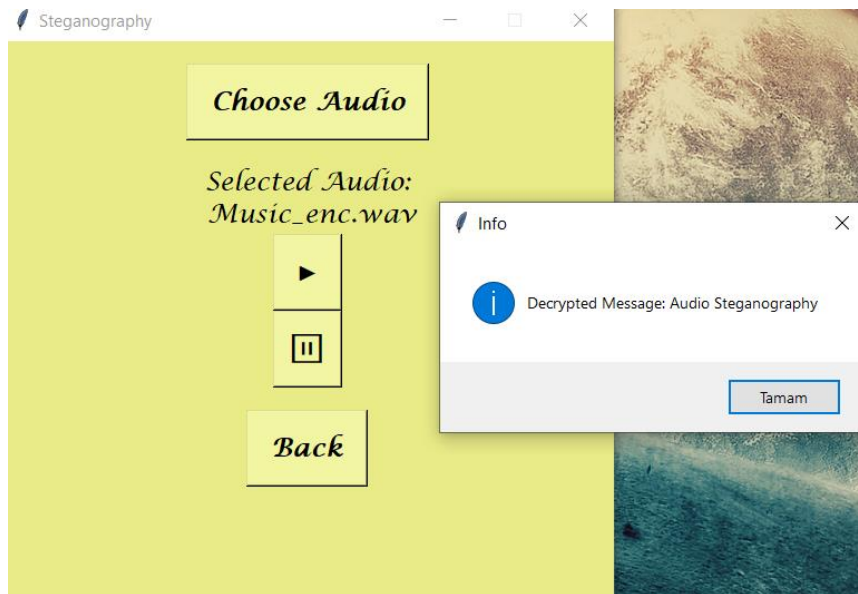 Steganography
Choose Audio
Selected Audio:
Music_enc.wav
Info
Decrypted Message: Audio Steganography
Tamam
Back